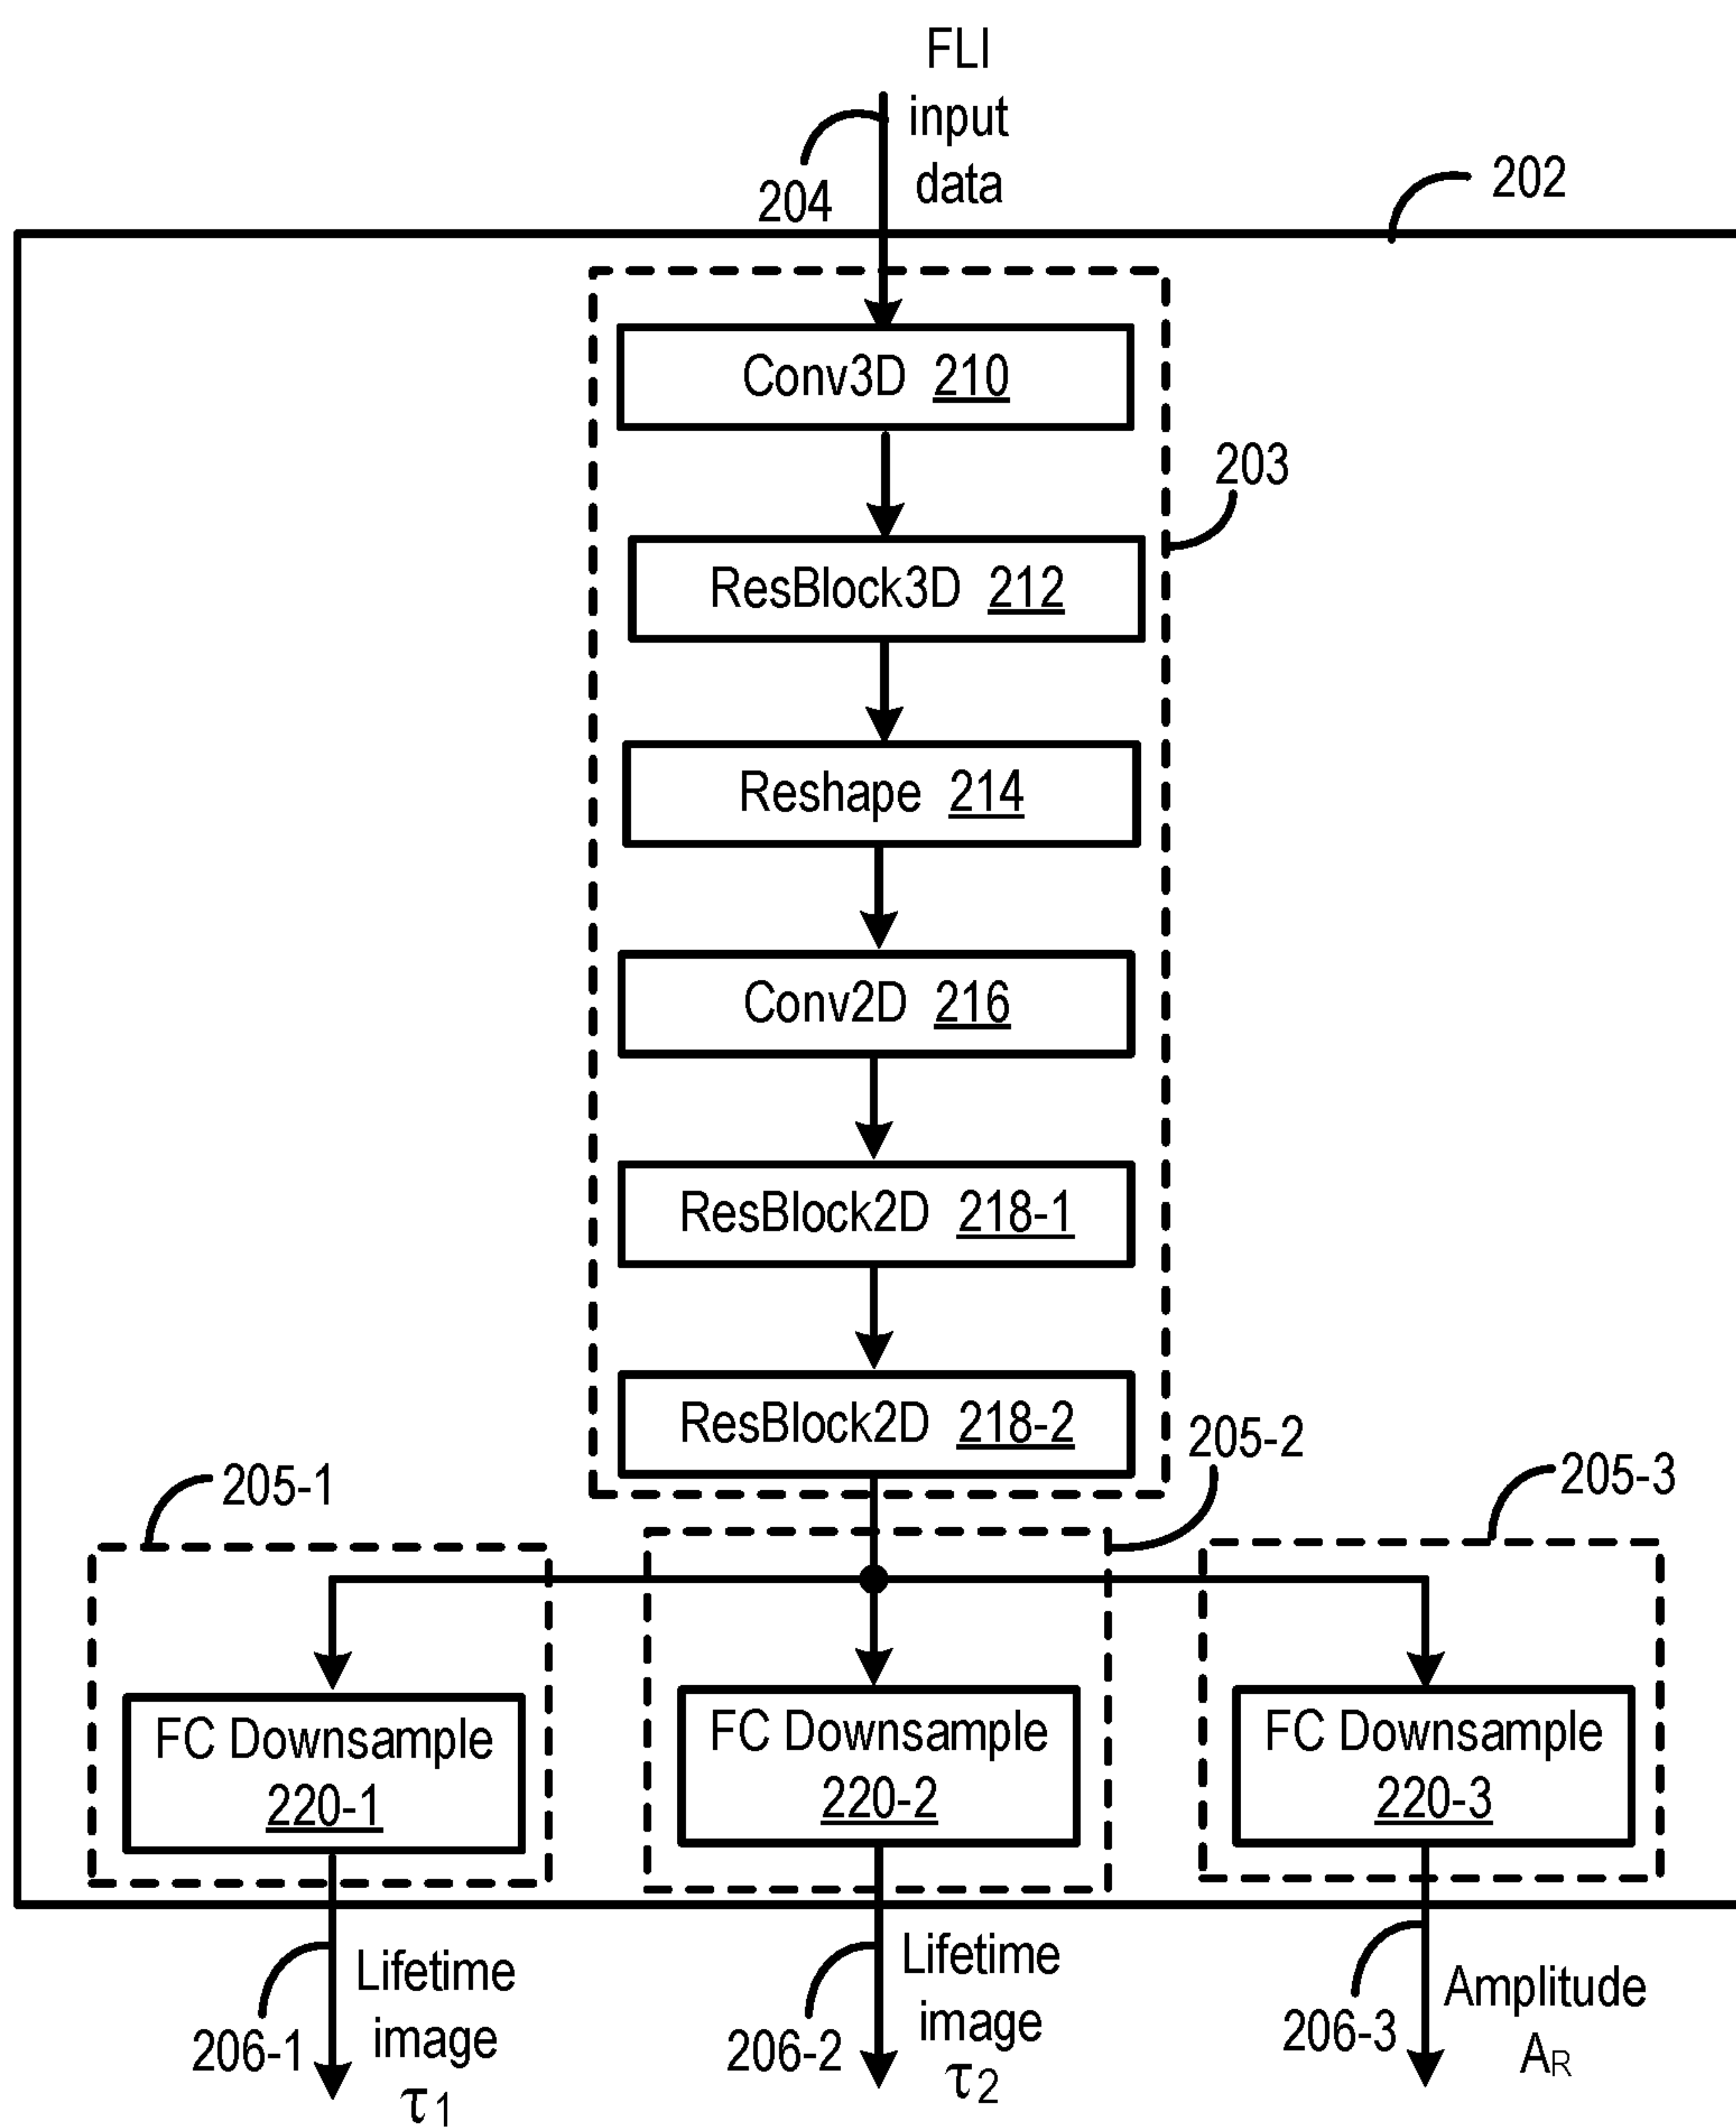 FLI
input
data
204
202
Conv3D 210
203
ResBlock3D 212
Reshape 214
Conv2D 216
ResBlock2D 218-1
ResBlock2D 218-2
205-1
205-2
205-3
FC Downsample
220-1
FC Downsample
220-2
FC Downsample
220-3
206-1
Lifetime
image
τ1
206-2
Lifetime
image
τ2
206-3
Amplitude
AR